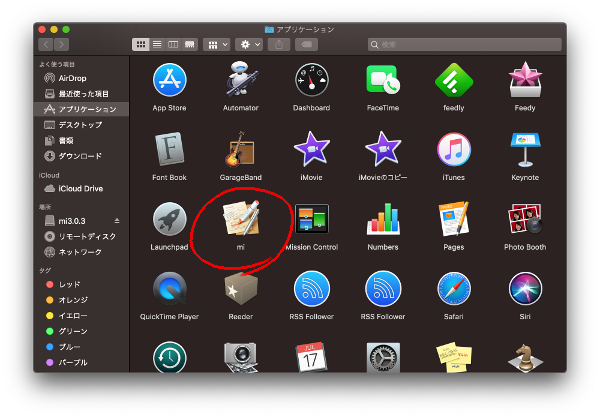 アプリケーション
検索
よく使う項目
AirDrop
最近使った項目
アプリケーション
デスクトップ
書類
ダウンロード
iCloud
iCloud Drive
場所
mi3.0.3
リモートディスク
ネットワーク
タグ
レッド
オレンジ
イエロー
グリーン
ブルー
パープル
App Store
Automator
Dashboard
FaceTime
feedly
Feedy
Font Book
GarageBand
iMovie
iMovieのコピー
iTunes
Keynote
Launchpad
mi
Mission Control
Numbers
Pages
Photo Booth
QuickTime Player
Reeder
RSS Follower
RSS Follower
Safari
Siri
JUL
17